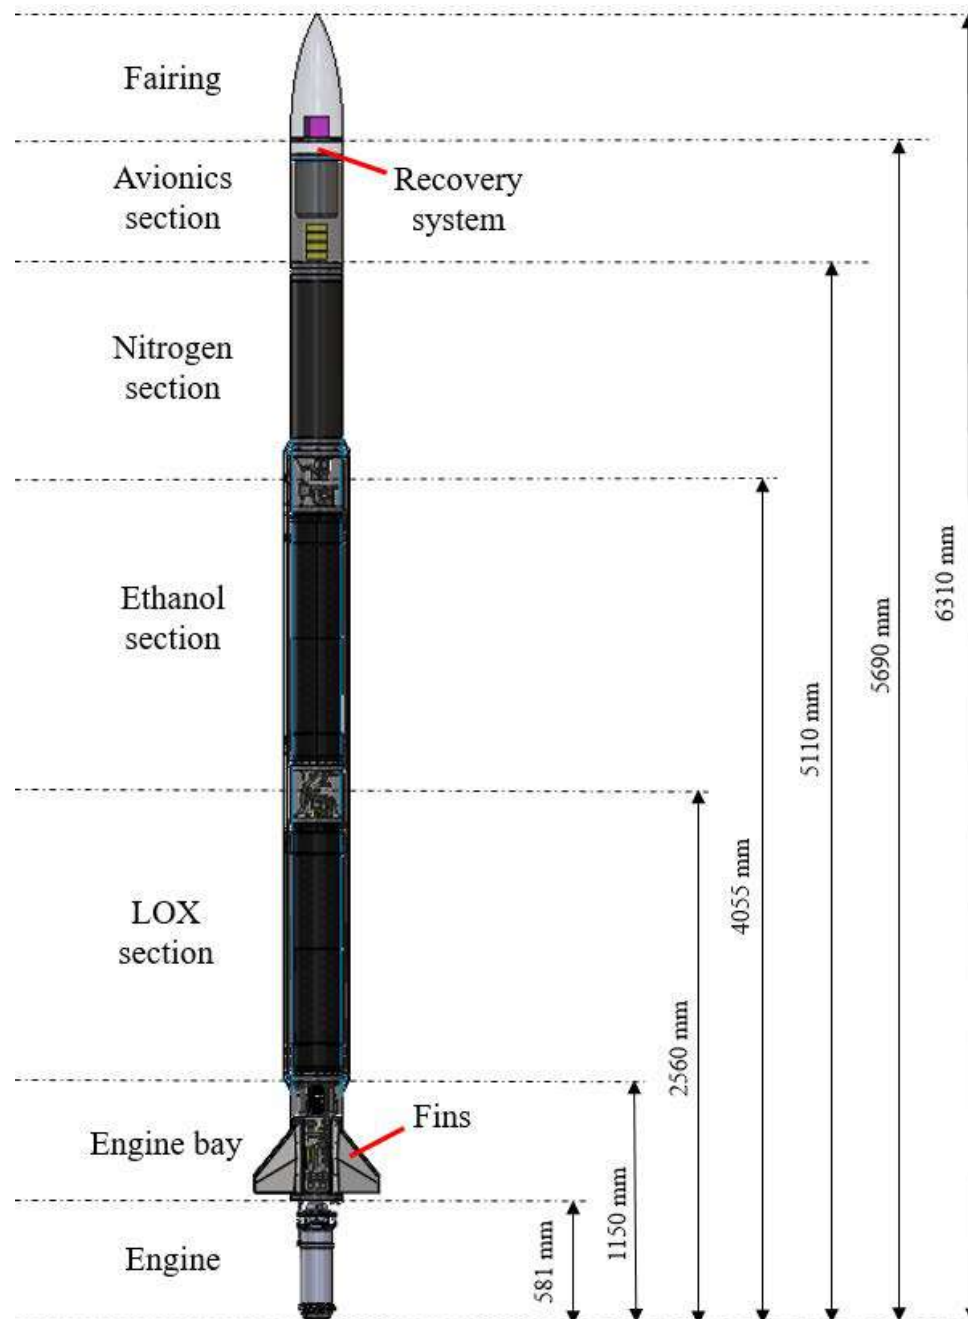 Fairing
Avionics
section
Recovery
system
Nitrogen
section
Ethanol
section
LOX
section
Engine bay
Fins
Engine
581 mm
1150 mm
2560 mm
4055 mm
5110 mm
5690 mm
6310 mm